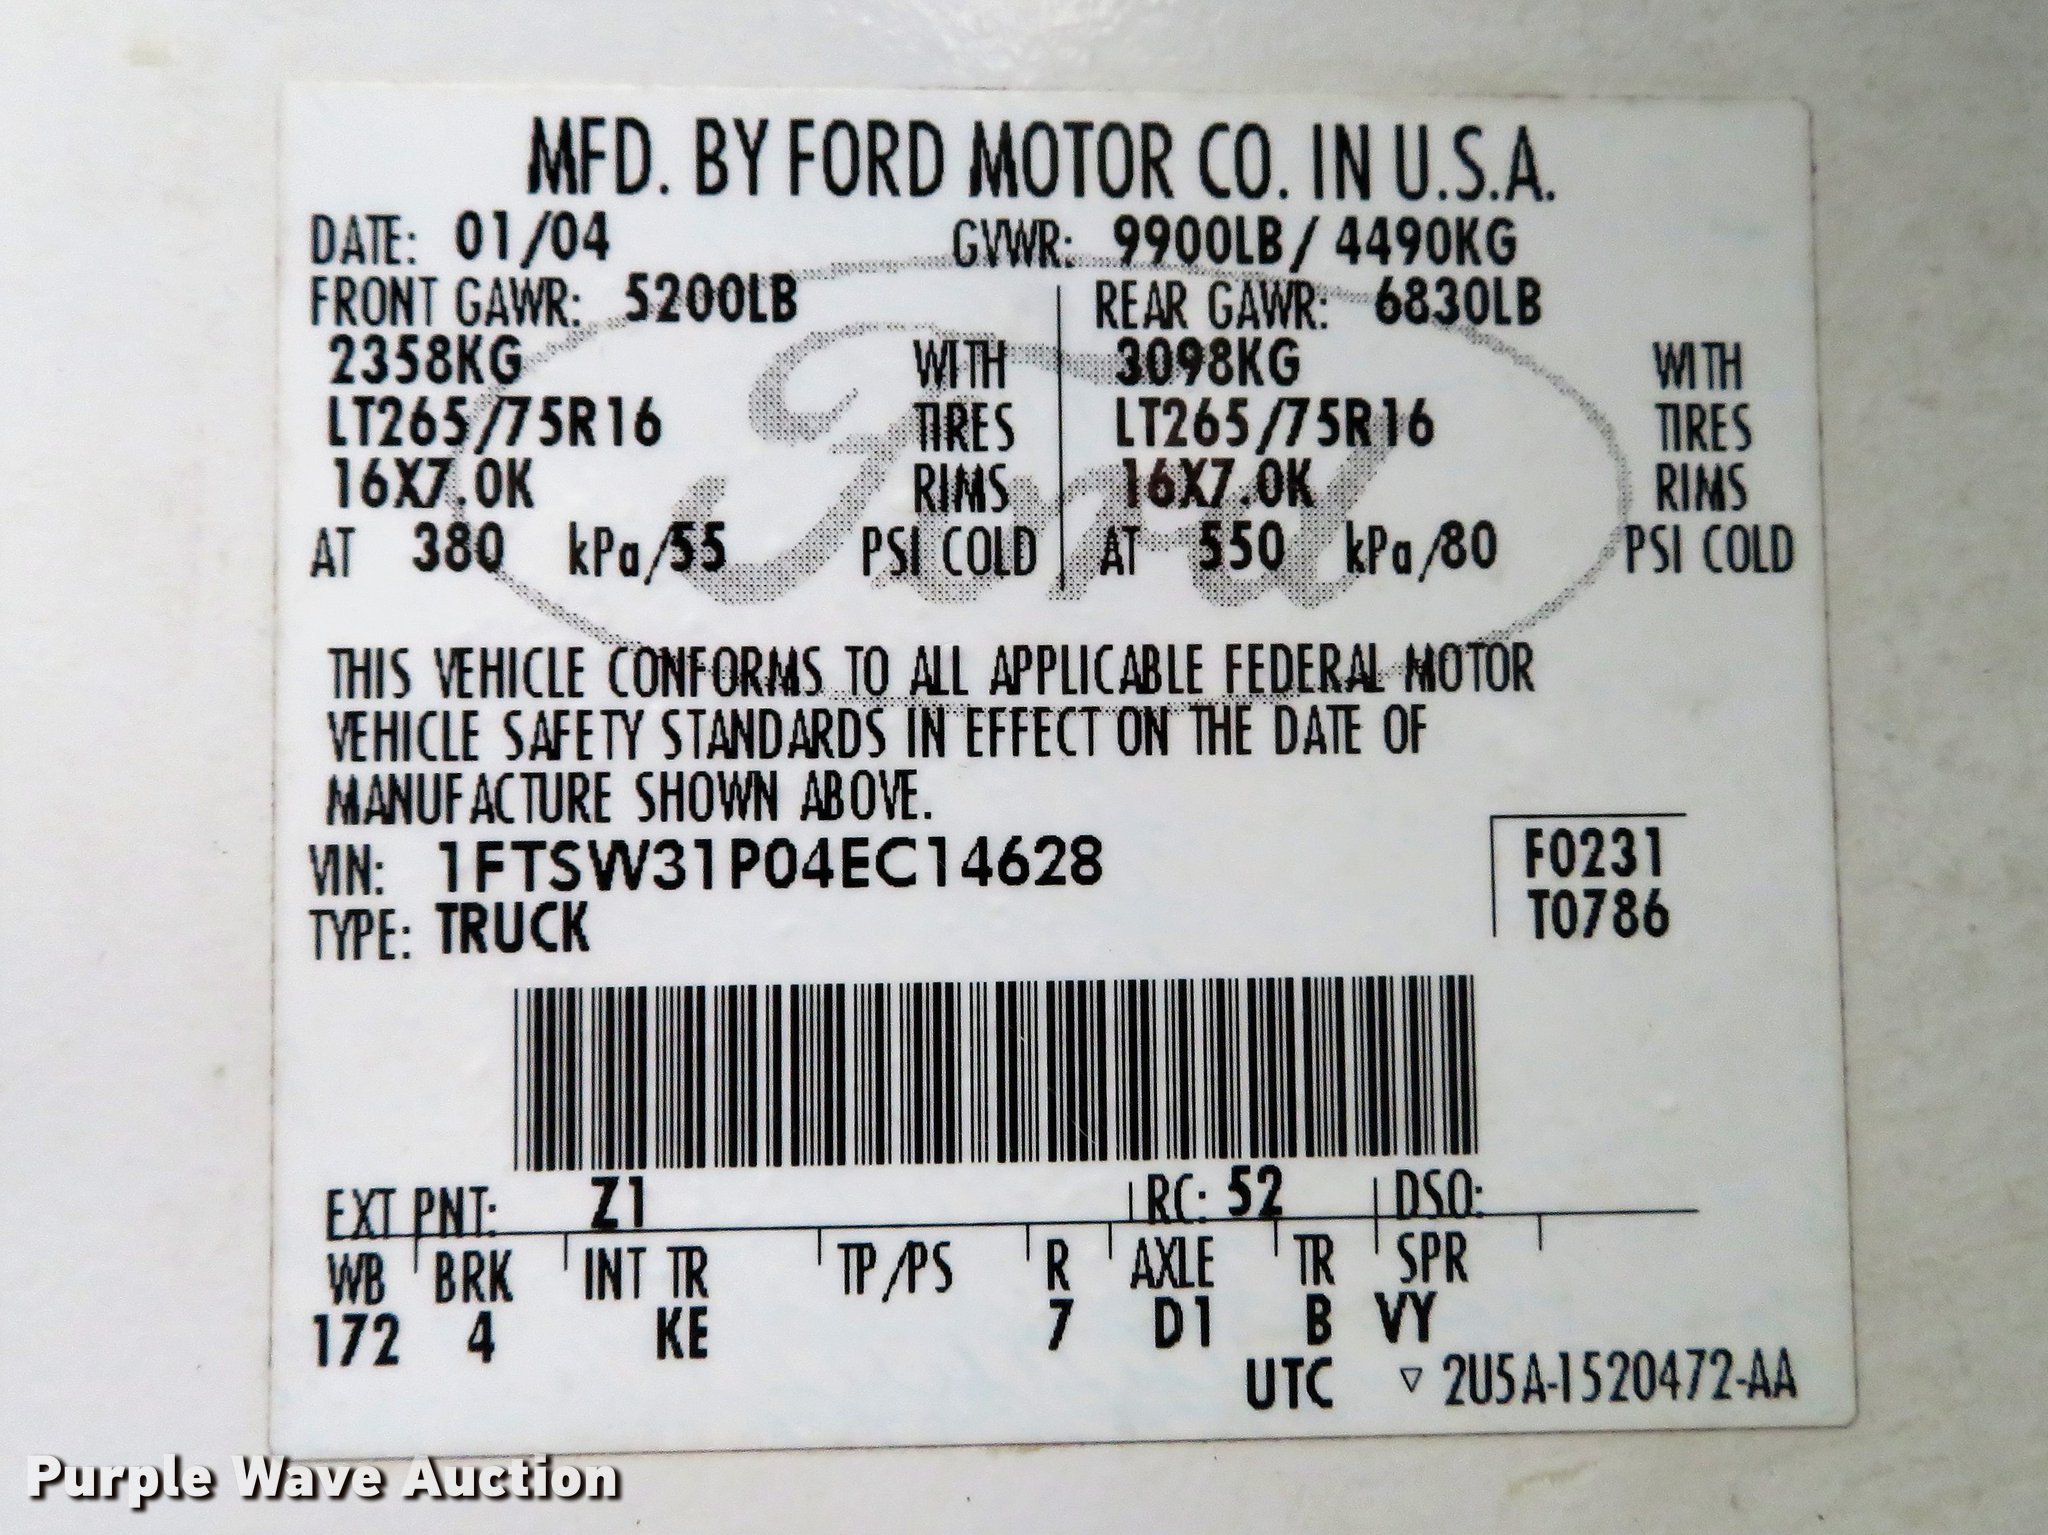 MFD. BY FORD MOTOR CO. IN U.S.A.
DATE: 01/04 GVWR: 9900LB / 4490KG
FRONT GAWR: 5200LB REAR GAWR: 6830LB
2358KG WITH 3098KG WITH
LT265/75R16 TIRES LT265/75R16 TIRES
16X7.0K RIMS 16X7.0K RIMS
AT 380 kPa/55 PSI COLD AT 550 kPa/80 PSI COLD
Ford
THIS VEHICLE CONFORMS TO ALL APPLICABLE FEDERAL MOTOR
VEHICLE SAFETY STANDARDS IN EFFECT ON THE DATE OF
MANUFACTURE SHOWN ABOVE.
VIN: 1FTSW31P04EC14628 F0231
TYPE: TRUCK T0786
EXT PNT: Z1 RC: 52 DSO:
WB BRK INT TR TP/PS R AXLE TR SPR
172 4 KE 7 D1 B VY
UTC ▽ 2U5A-1520472-AA
Purple Wave Auction